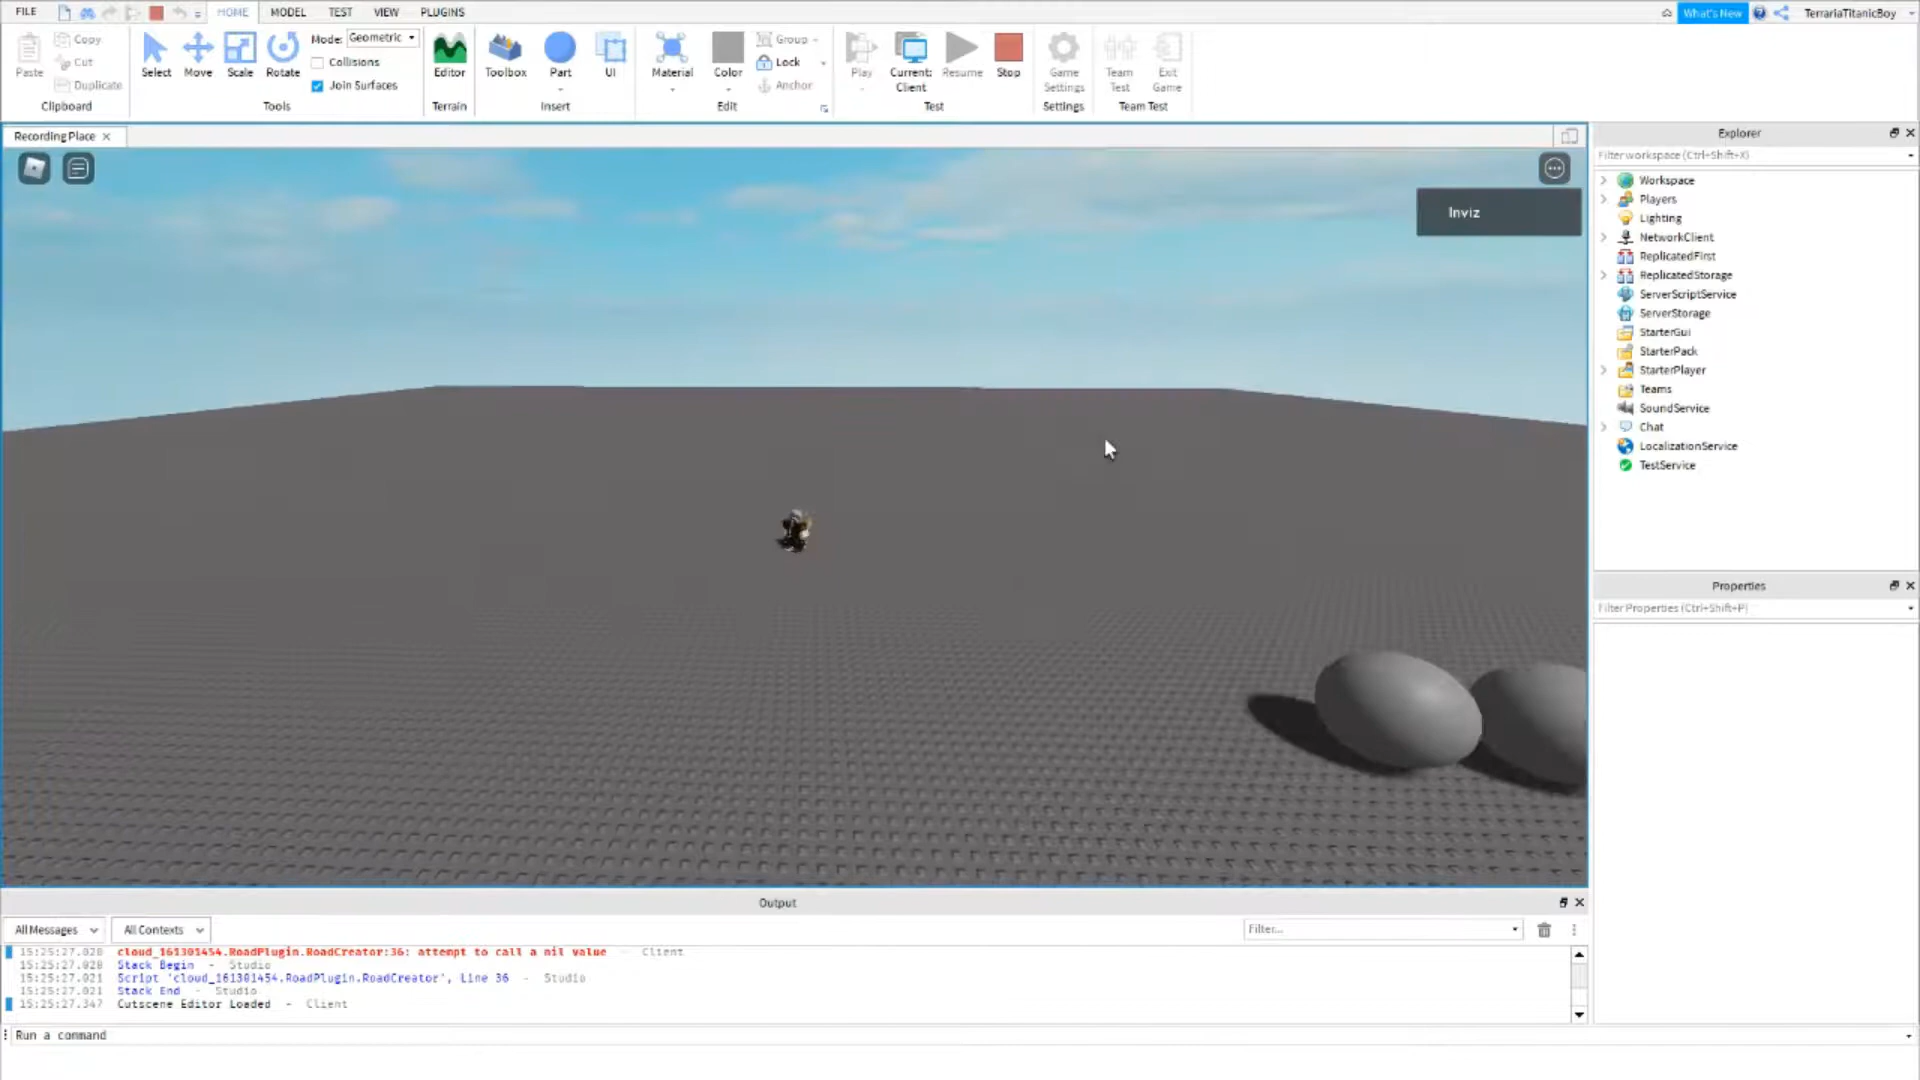 FILE HOME MODEL TEST VIEW PLUGINS What's New TerrariaTitanicBoy
Paste Copy Cut Duplicate
Clipboard
Select Move Scale Rotate
Mode: Geometric
Collisions
Join Surfaces
Tools
Editor
Terrain
Toolbox Part UI
Insert
Material Color Group Lock Anchor
Edit
Play Current: Client Resume Stop
Test
Game Settings
Settings
Team Test Exit Game
Team Test
Recording Place
Inviz
Explorer
Filter workspace (Ctrl+Shift+X)
Workspace
Players
Lighting
NetworkClient
ReplicatedFirst
ReplicatedStorage
ServerScriptService
ServerStorage
StarterGui
StarterPack
StarterPlayer
Teams
SoundService
Chat
LocalizationService
TestService
Properties
Filter Properties (Ctrl+Shift+P)
Output
All Messages All Contexts Filter...
15:25:27.020 cloud_161301454.RoadPlugin.RoadCreator:36: attempt to call a nil value - Client
15:25:27.020 Stack Begin - Studio
15:25:27.021 Script 'cloud_161301454.RoadPlugin.RoadCreator', Line 36 - Studio
15:25:27.021 Stack End - Studio
15:25:27.347 Cutscene Editor Loaded - Client
Run a command